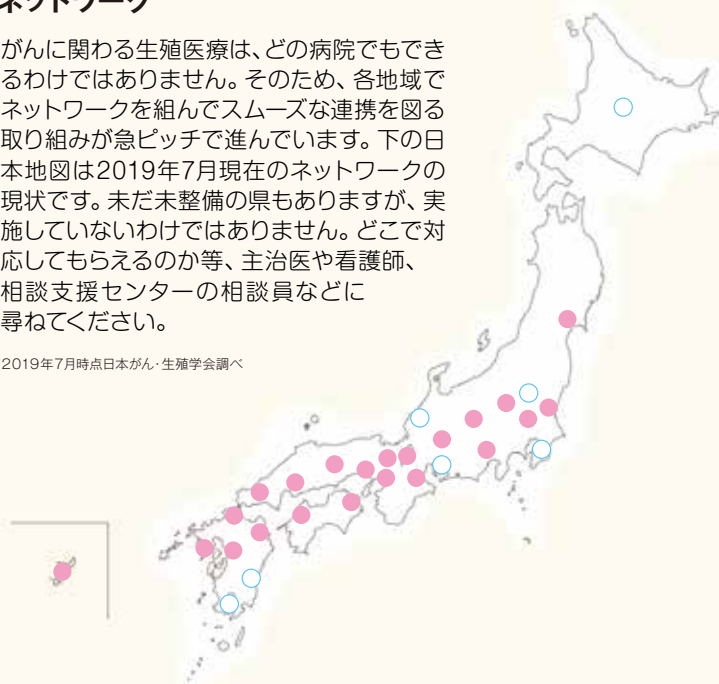 ネットワーク
がんに関わる生殖医療は、どの病院でもでき
るわけではありません。そのため、各地域で
ネットワークを組んでスムーズな連携を図る
取り組みが急ピッチで進んでいます。下の日
本地図は2019年7月現在のネットワークの
現状です。未だ未整備の県もありますが、実
施していないわけではありません。どこで対
応してもらえるのか等、主治医や看護師、
相談支援センターの相談員などに
尋ねてください。
2019年7月時点日本がん・生殖学会調べ